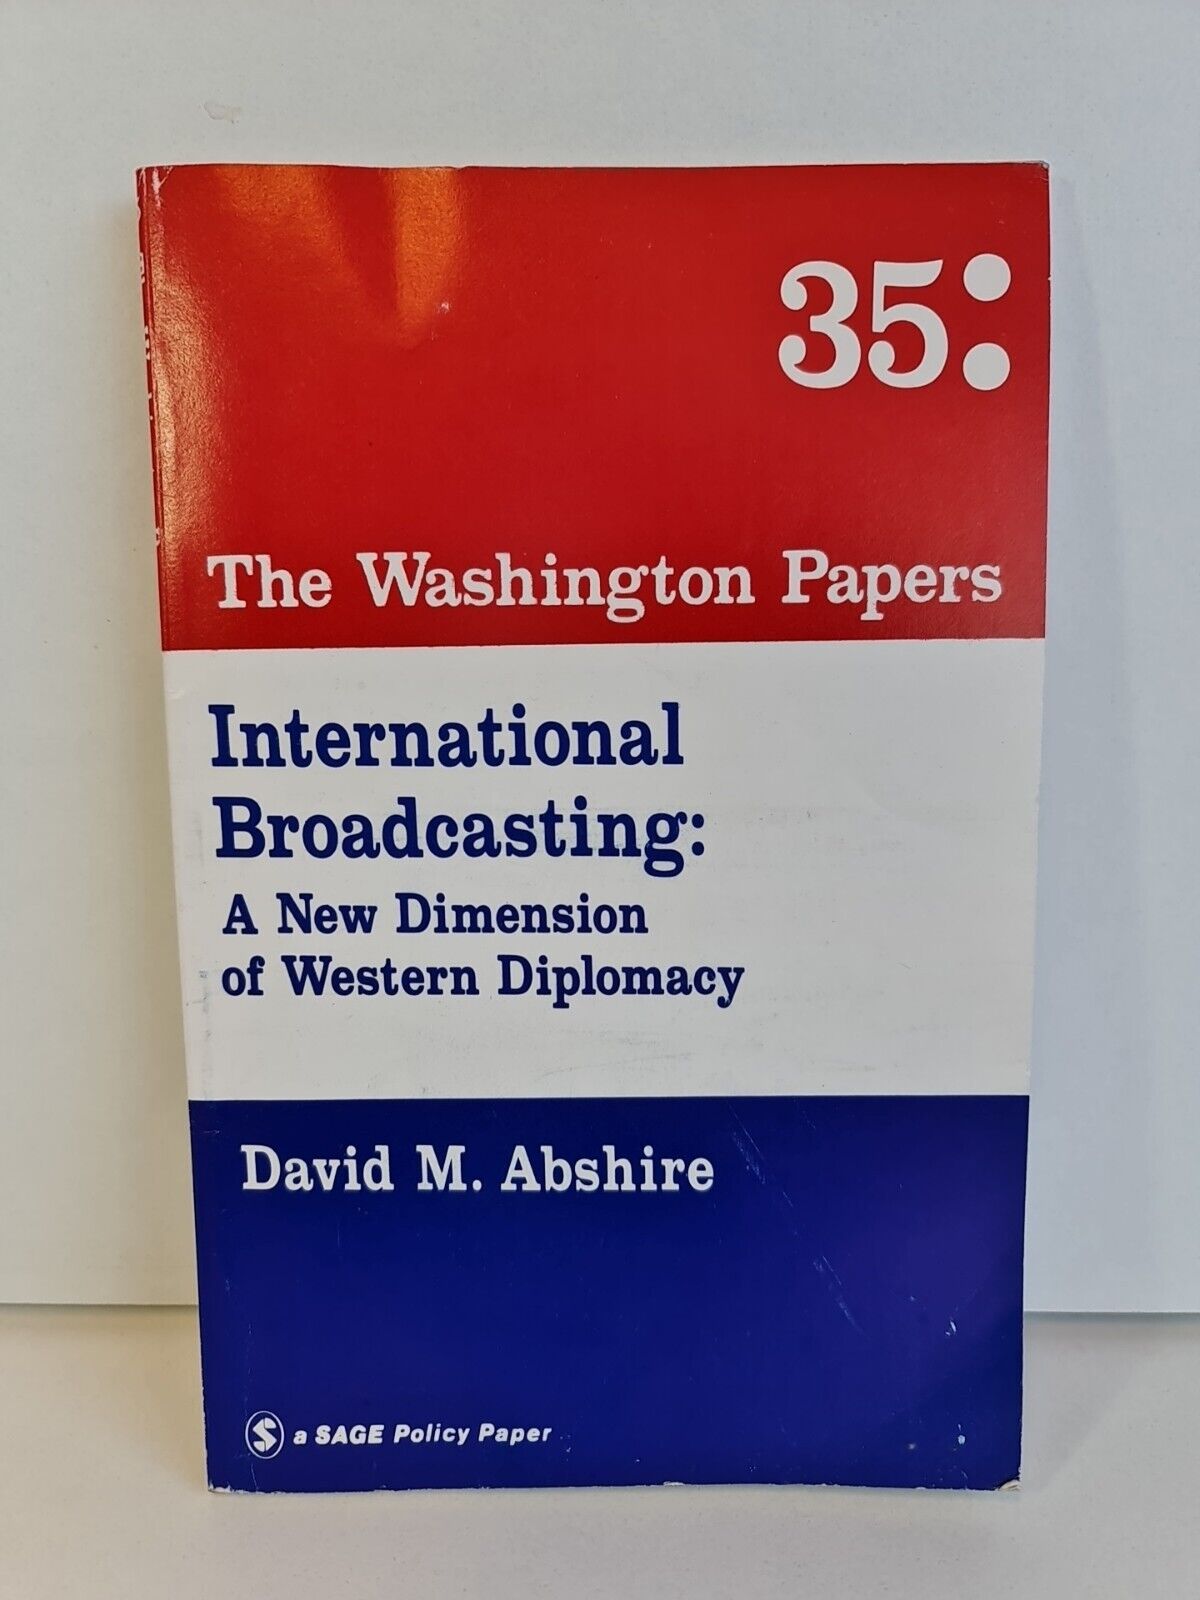 35:
The Washington Papers
International
Broadcasting:
A New Dimension
of Western Diplomacy
David M. Abshire
S a SAGE Policy Paper